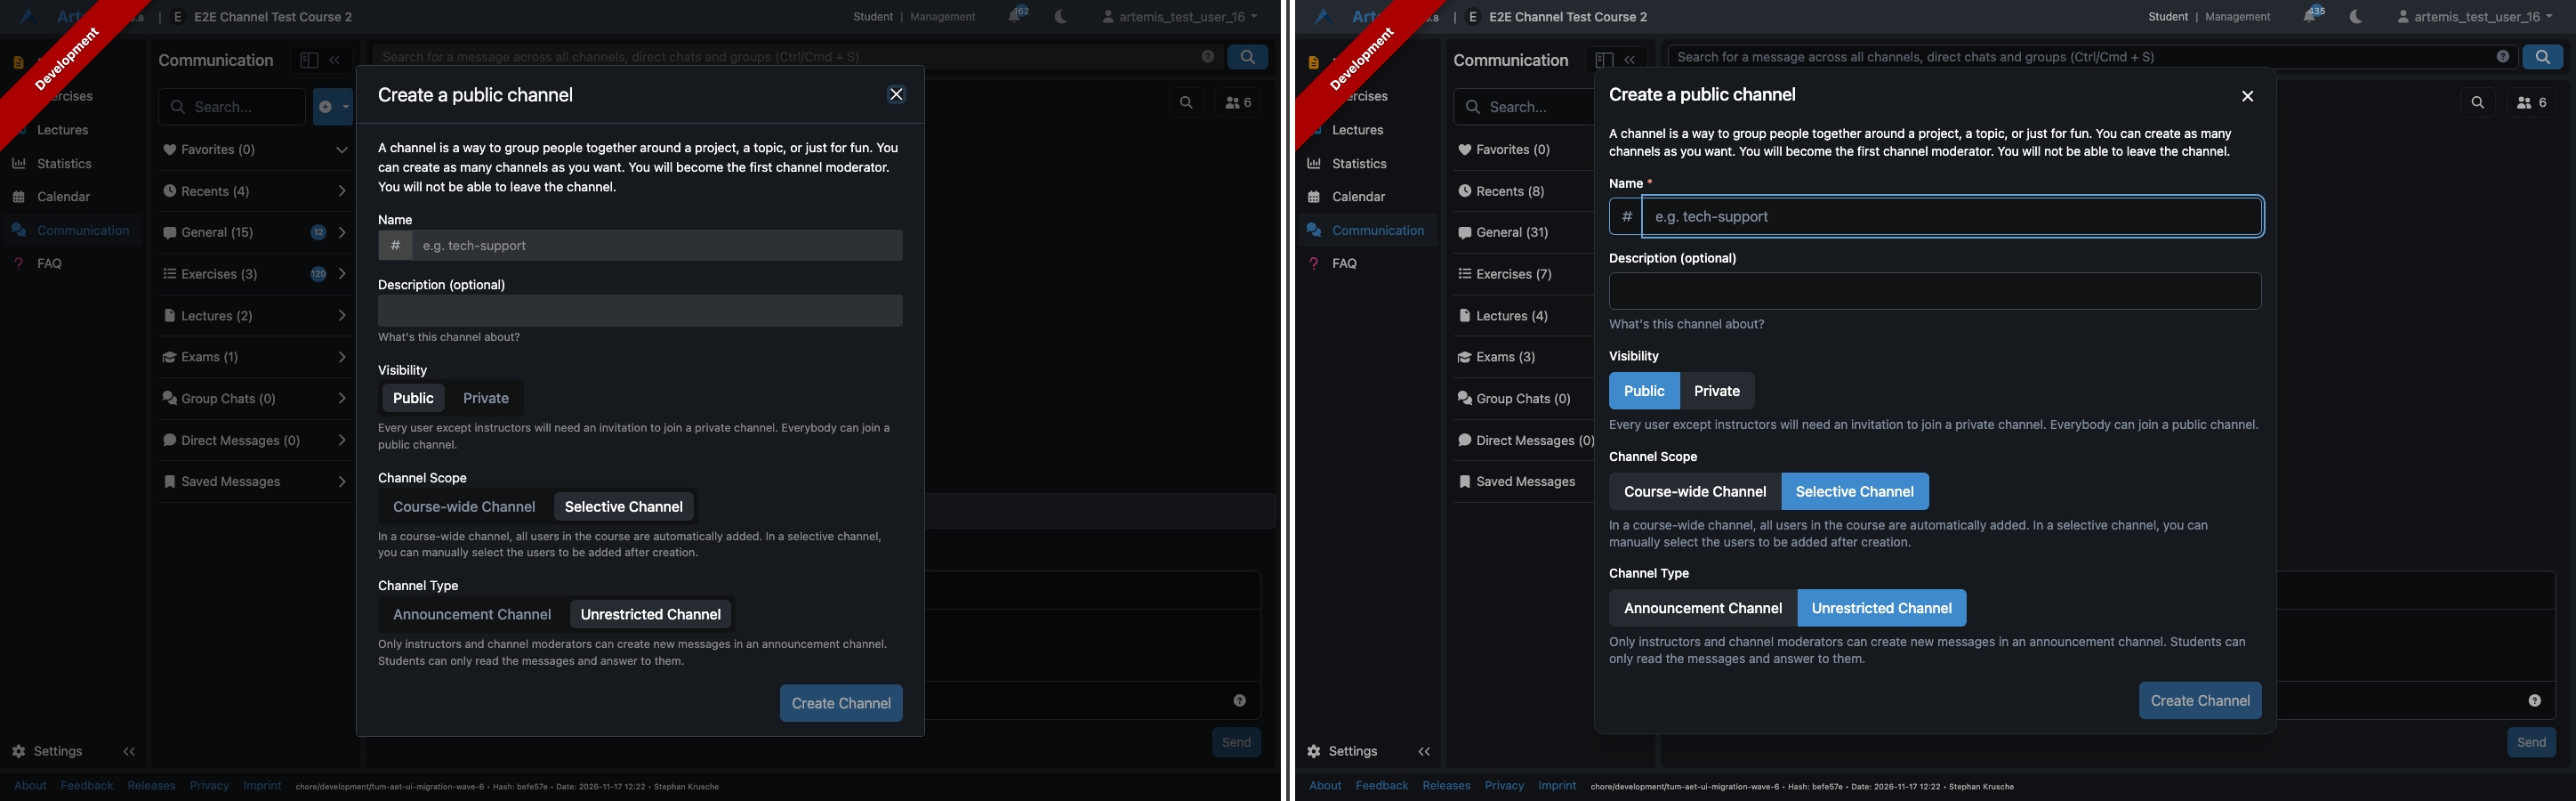 Development
.8 | E E2E Channel Test Course 2
Student | Management
162
artemis_test_user_16
Communication
Search for a message across all channels, direct chats and groups (Ctrl/Cmd + S)
Search...
6
Lectures
Statistics
Calendar
Communication
FAQ
Favorites (0)
Recents (4)
General (15) 12
Exercises (3) 120
Lectures (2)
Exams (1)
Group Chats (0)
Direct Messages (0)
Saved Messages
Create a public channel
A channel is a way to group people together around a project, a topic, or just for fun. You
can create as many channels as you want. You will become the first channel moderator.
You will not be able to leave the channel.
Name
# e.g. tech-support
Description (optional)
What's this channel about?
Visibility
Public Private
Every user except instructors will need an invitation to join a private channel. Everybody can join a
public channel.
Channel Scope
Course-wide Channel Selective Channel
In a course-wide channel, all users in the course are automatically added. In a selective channel,
you can manually select the users to be added after creation.
Channel Type
Announcement Channel Unrestricted Channel
Only instructors and channel moderators can create new messages in an announcement channel.
Students can only read the messages and answer to them.
Create Channel
Send
Settings
About Feedback Releases Privacy Imprint chore/development/tum-aet-ui-migration-wave-6 • Hash: befe57e • Date: 2026-11-17 12:22 • Stephan Krusche
Development
.8 | E E2E Channel Test Course 2
Student | Management
435
artemis_test_user_16
Communication
Search for a message across all channels, direct chats and groups (Ctrl/Cmd + S)
Search...
6
Lectures
Statistics
Calendar
Communication
FAQ
Favorites (0)
Recents (8)
General (31)
Exercises (7)
Lectures (4)
Exams (3)
Group Chats (0)
Direct Messages (0)
Saved Messages
Create a public channel
A channel is a way to group people together around a project, a topic, or just for fun. You can create as many
channels as you want. You will become the first channel moderator. You will not be able to leave the channel.
Name *
# e.g. tech-support
Description (optional)
What's this channel about?
Visibility
Public Private
Every user except instructors will need an invitation to join a private channel. Everybody can join a public channel.
Channel Scope
Course-wide Channel Selective Channel
In a course-wide channel, all users in the course are automatically added. In a selective channel, you can
manually select the users to be added after creation.
Channel Type
Announcement Channel Unrestricted Channel
Only instructors and channel moderators can create new messages in an announcement channel. Students can
only read the messages and answer to them.
Create Channel
Send
Settings
About Feedback Releases Privacy Imprint chore/development/tum-aet-ui-migration-wave-6 • Hash: befe57e • Date: 2026-11-17 12:22 • Stephan Krusche